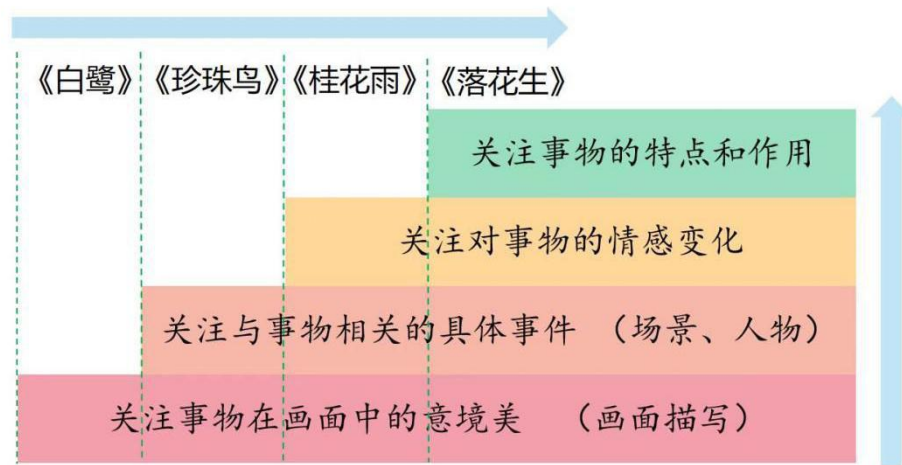 《白鹭》《珍珠鸟》《桂花雨》《落花生》
关注事物的特点和作用
关注对事物的情感变化
关注与事物相关的具体事件 （场景、人物）
关注事物在画面中的意境美 （画面描写）